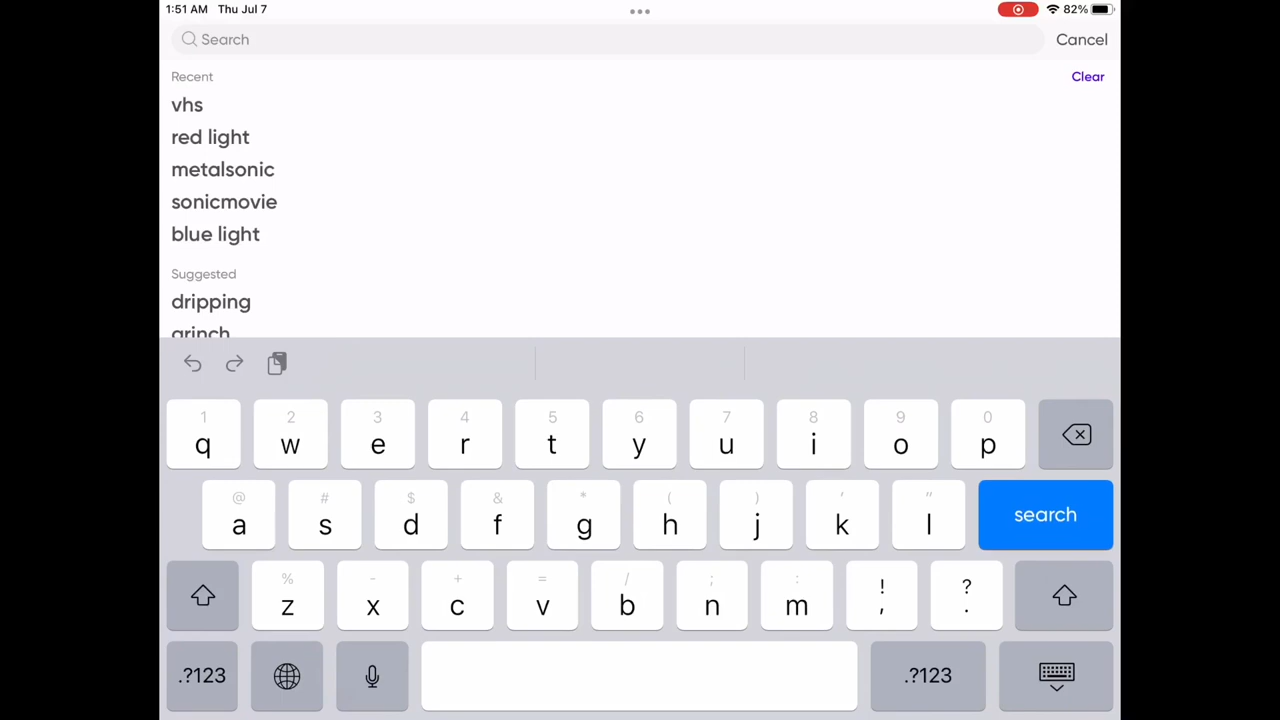 1:51 AM Thu Jul 7 82%
Search Cancel
Recent Clear
vhs
red light
metalsonic
sonicmovie
blue light
Suggested
dripping
grinch
1 2 3 4 5 6 7 8 9 0
q w e r t y u i o p
@ # $ & * ( ) ' "
a s d f g h j k l search
% - + = / ; : ! ?
z x c v b n m , .
.?123 .?123